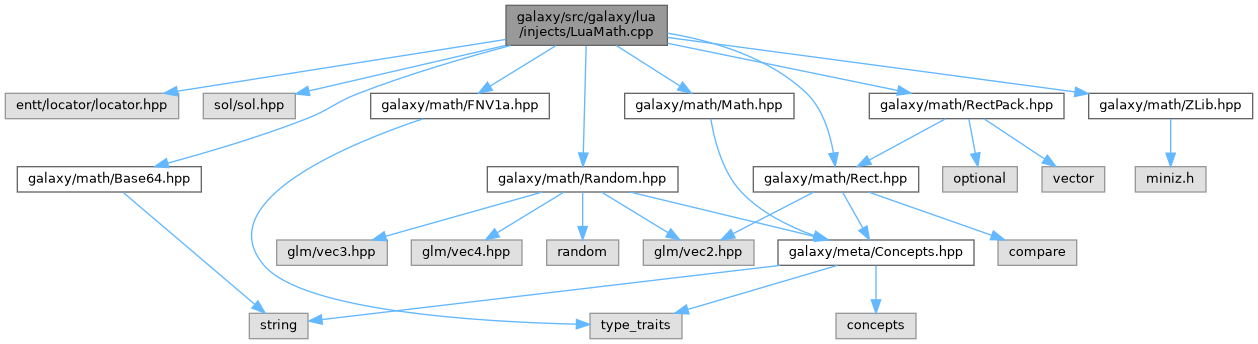 galaxy/src/galaxy/lua
/injects/LuaMath.cpp
entt/locator/locator.hpp
sol/sol.hpp
galaxy/math/FNV1a.hpp
galaxy/math/Math.hpp
galaxy/math/RectPack.hpp
galaxy/math/ZLib.hpp
galaxy/math/Base64.hpp
galaxy/math/Random.hpp
galaxy/math/Rect.hpp
optional
vector
miniz.h
glm/vec3.hpp
glm/vec4.hpp
random
glm/vec2.hpp
galaxy/meta/Concepts.hpp
compare
string
type_traits
concepts